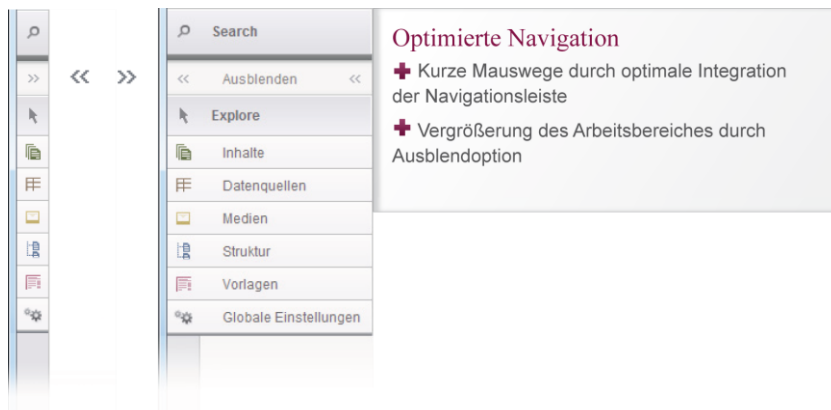 Search
Ausblenden
Explore
Inhalte
Datenquellen
Medien
Struktur
Vorlagen
Globale Einstellungen
Optimierte Navigation
Kurze Mauswege durch optimale Integration
der Navigationsleiste
Vergrößerung des Arbeitsbereiches durch
Ausblendoption